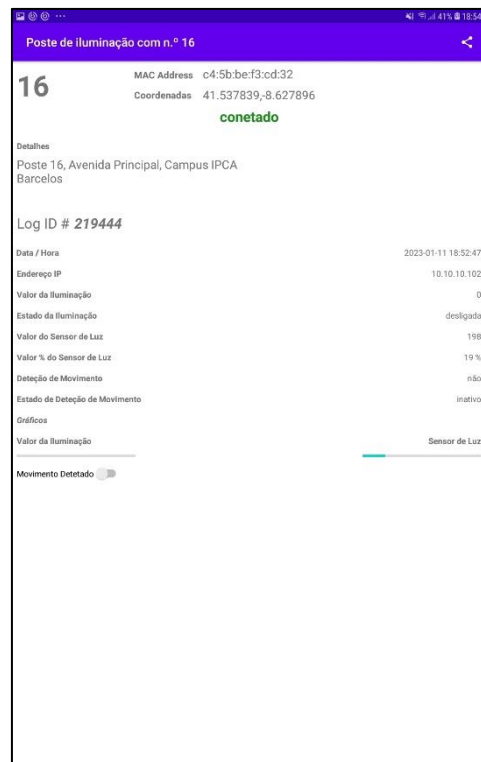 41% 18:54
Poste de iluminação com n.º 16
16
MAC Address c4:5b:be:f3:cd:32
Coordenadas 41.537839,-8.627896
conetado
Detalhes
Poste 16, Avenida Principal, Campus IPCA
Barcelos
Log ID # 219444
Data / Hora 2023-01-11 18:52:47
Endereço IP 10.10.10.102
Valor da Iluminação 0
Estado da Iluminação desligada
Valor do Sensor de Luz 198
Valor % do Sensor de Luz 19 %
Deteção de Movimento não
Estado de Deteção de Movimento inativo
Gráficos
Valor da Iluminação Sensor de Luz
Movimento Detetado